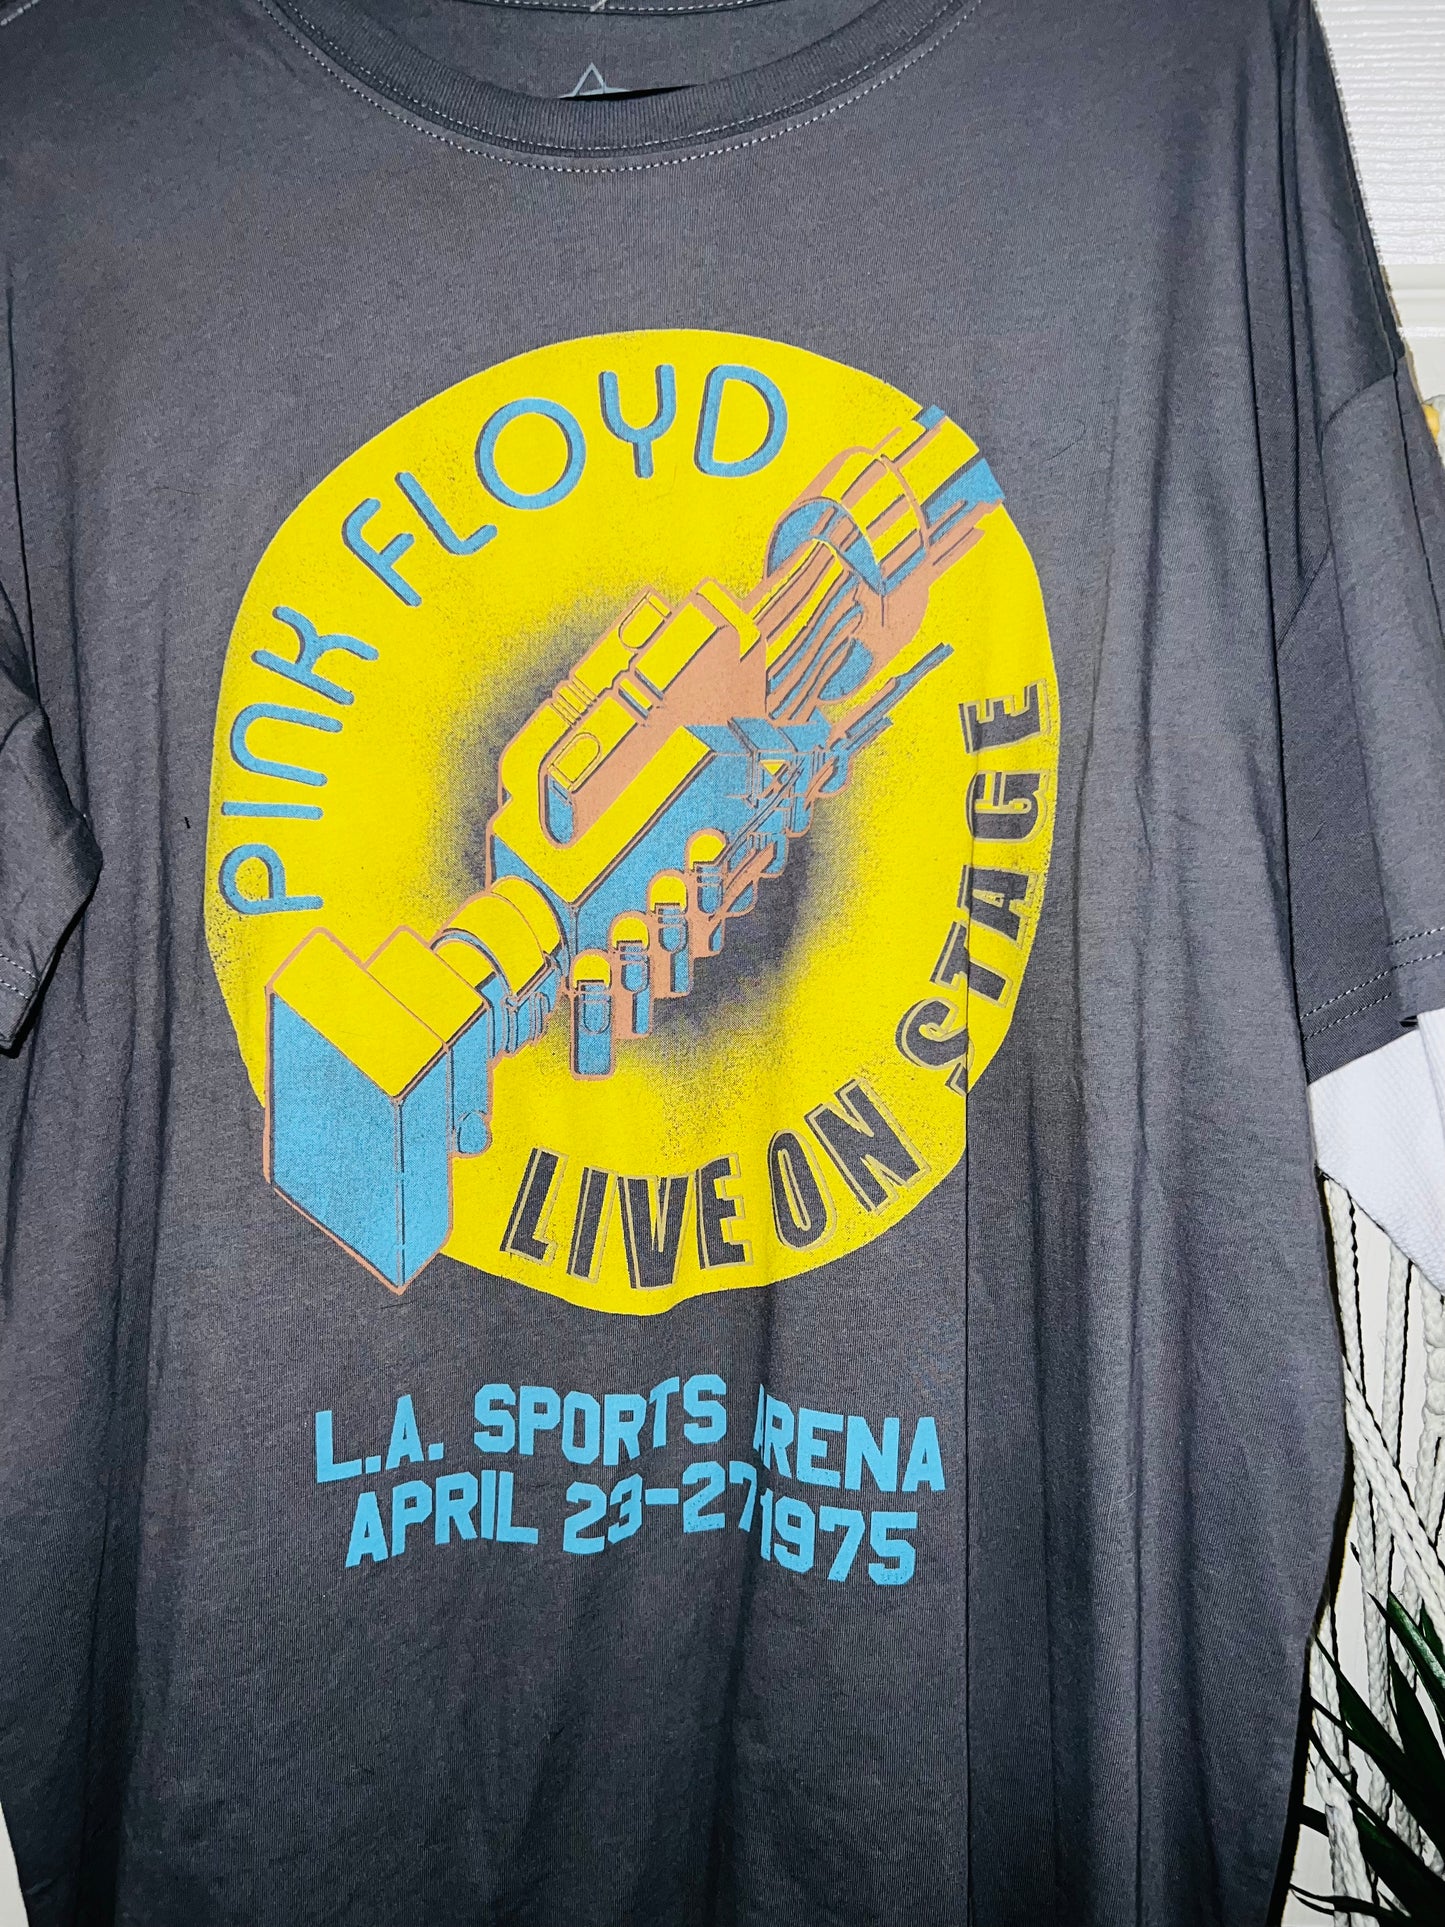 PINK FLOYD
LIVE ON STAGE
L.A. SPORTS ARENA
APRIL 23-27 1975